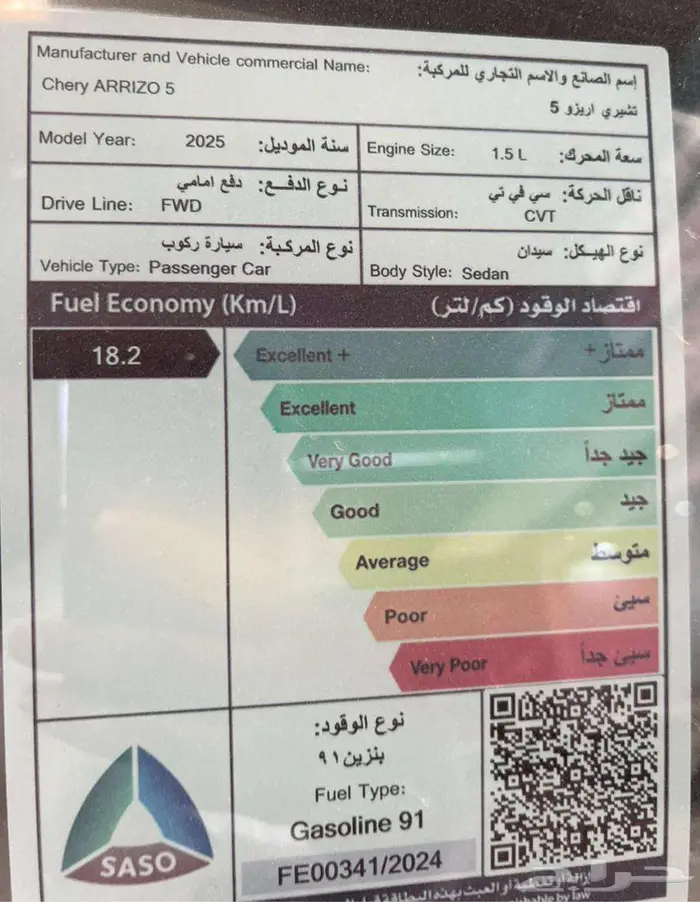 Manufacturer and Vehicle commercial Name: إسم الصانع والاسم التجاري للمركبة:
Chery ARRIZO 5 تشيري اريزو 5
Model Year: 2025 سنة الموديل:
Engine Size: 1.5 L سعة المحرك:
نوع الدفـــع: دفع امامي
Drive Line: FWD
ناقل الحركة: سي في تي
Transmission: CVT
نوع المركبة: سيارة ركوب
Vehicle Type: Passenger Car
نوع الهيكل: سيدان
Body Style: Sedan
Fuel Economy (Km/L) اقتصاد الوقود (كم/لتر)
18.2
Excellent + ممتاز +
Excellent ممتاز
Very Good جيد جداً
Good جيد
Average متوسط
Poor سيئ
Very Poor سيئ جداً
نوع الوقود:
بنزين ٩١
Fuel Type:
Gasoline 91
FE00341/2024
SASO
حراج
by law